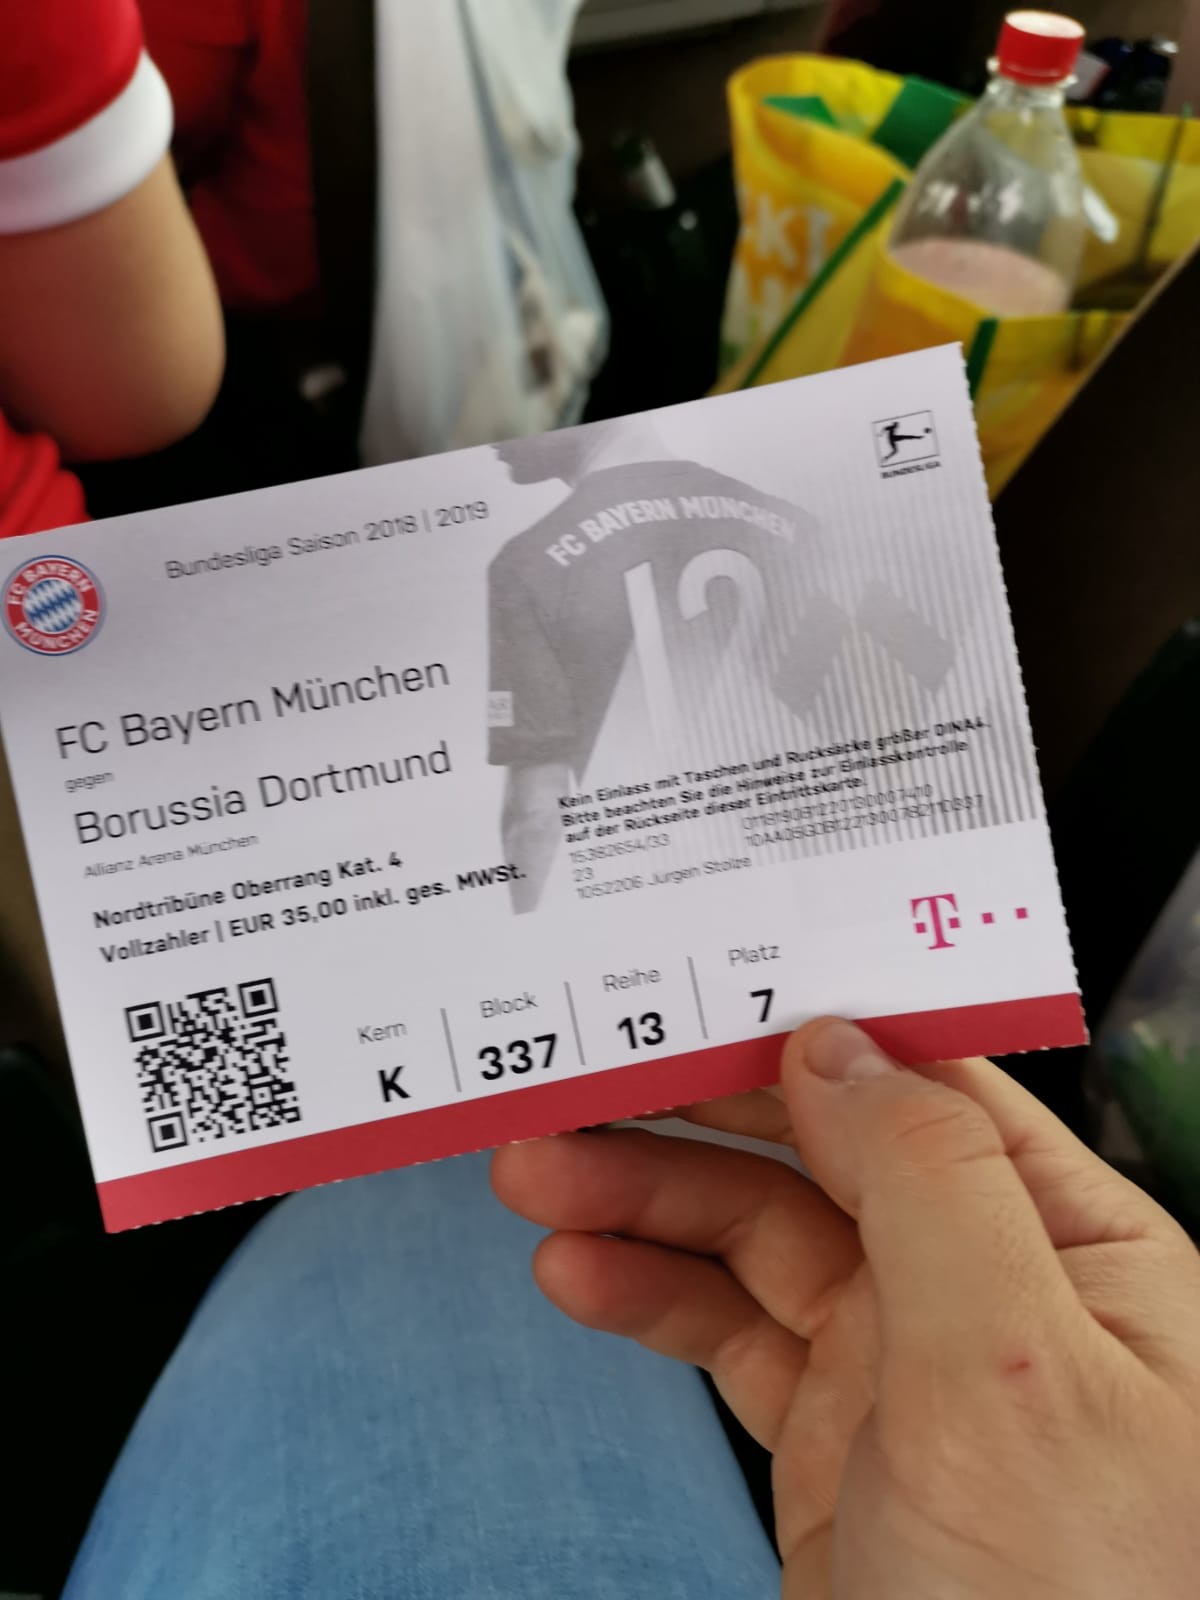 Bundesliga Saison 2018 | 2019
BUNDESLIGA
FC BAYERN MÜNCHEN
FC BAYERN MÜNCHEN
12
FC Bayern München
gegen
Borussia Dortmund
Allianz Arena München
Nordtribüne Oberrang Kat. 4
Vollzahler | EUR 35,00 inkl. ges. MWSt.
Kein Einlass mit Taschen und Rucksäcke größer DINA4.
Bitte beachten Sie die Hinweise zur Einlasskontrolle
auf der Rückseite dieser Eintrittskarte.
15382654/33
23
1052206 Jürgen Stolze
T
Kern Block Reihe Platz
K 337 13 7